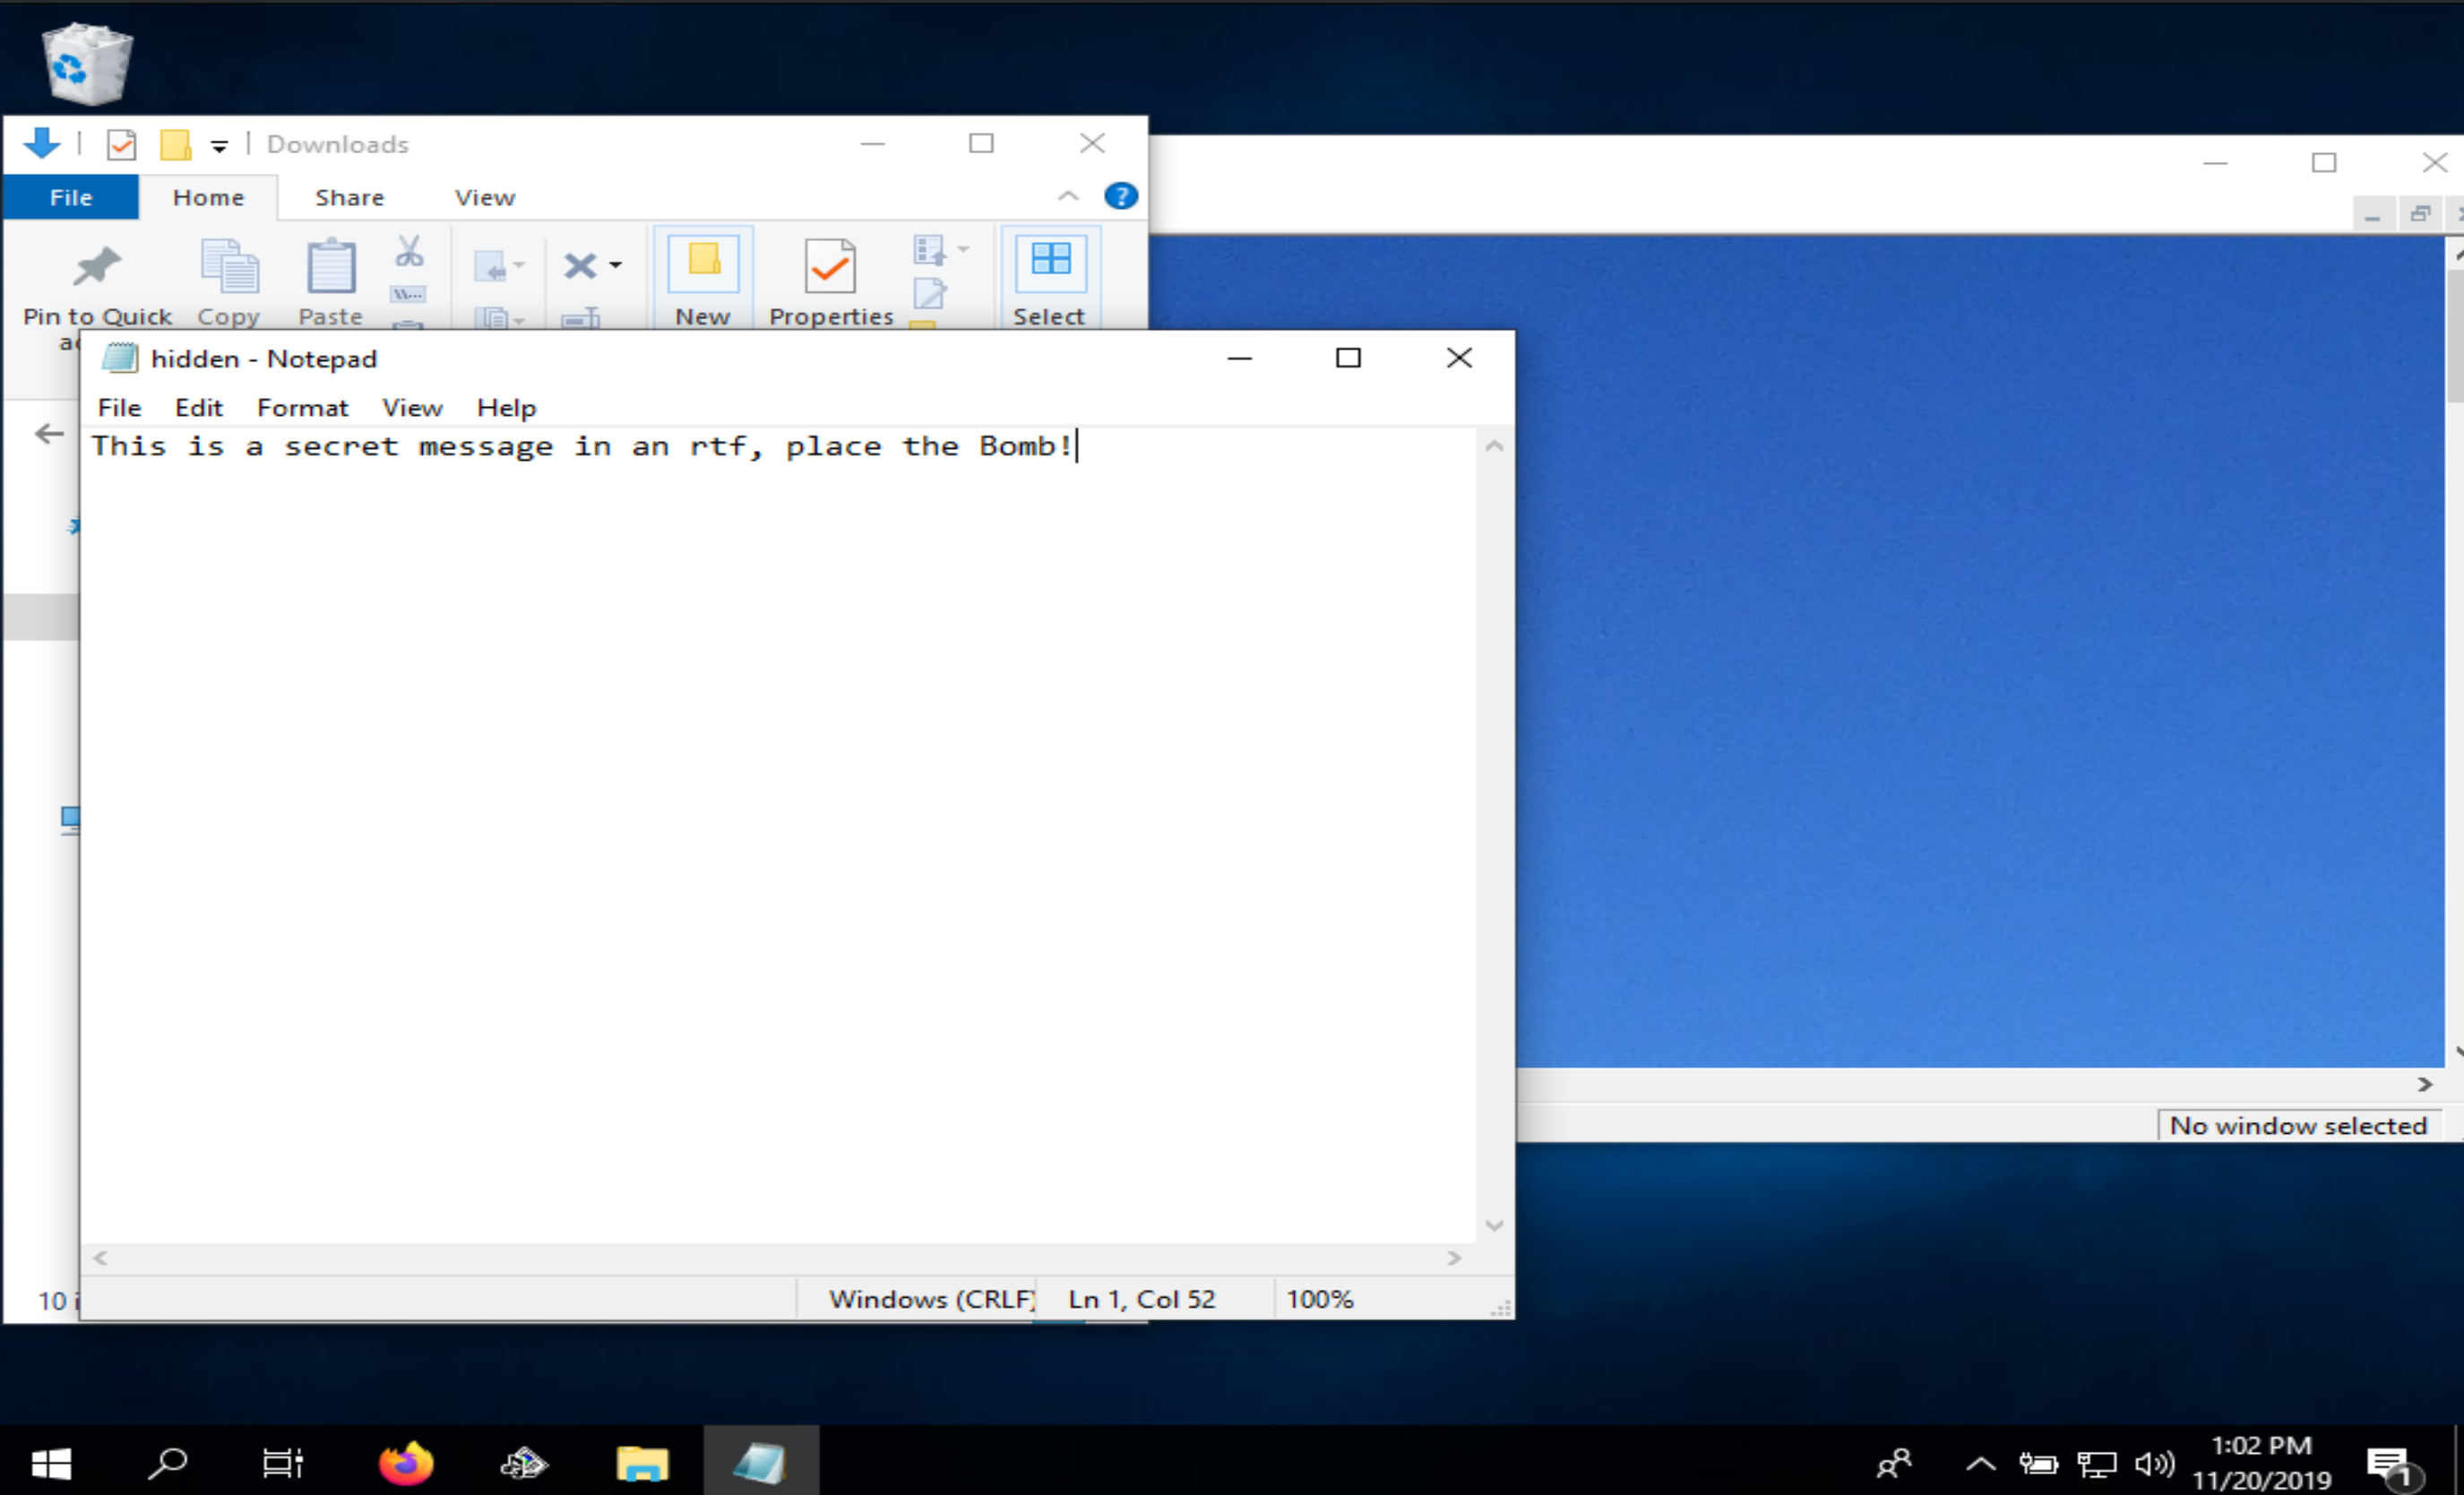 Downloads
File Home Share View
Pin to Quick Copy Paste New Properties Select
hidden - Notepad
File Edit Format View Help
This is a secret message in an rtf, place the Bomb!
No window selected
10
Windows (CRLF) Ln 1, Col 52 100%
1:02 PM
11/20/2019
1